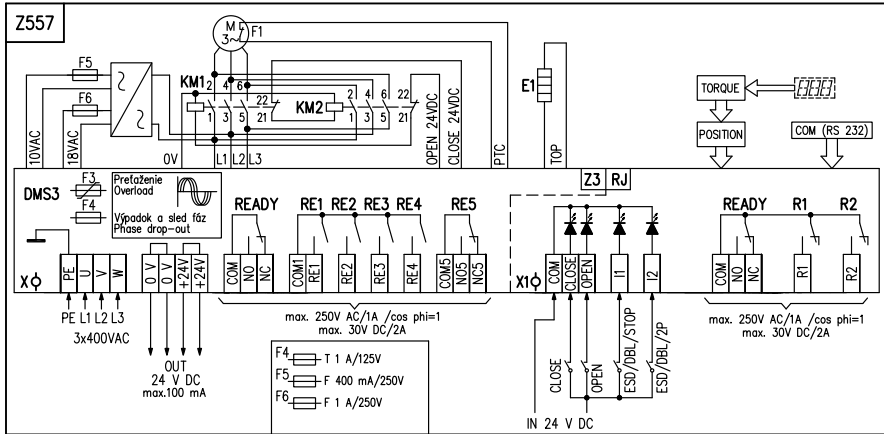 Z557
F5
F6
M
3~
F1
KM1
2 4 6
22
1 3 5
21
KM2
2
4 6 22
1 3 5 21
E1
TORQUE
POSITION
COM (RS 232)
10VAC
18VAC
0V
L1 L2 L3
OPEN 24VDC
CLOSE 24VDC
PTC
TOP
DMS3
F3
F4
Preťaženie
Overload
Výpadok a sled fáz
Phase drop-out
Z3 RJ
READY
RE1 RE2 RE3 RE4
RE5
READY
R1
R2
X
PE U V W
0 V 0 V +24V +24V
COM NO NC
COM1 RE1 RE2 RE3 RE4
COM5 NO5 NC5
X1
COM CLOSE OPEN I1 I2
COM NO NC
R1 R2
PE L1 L2 L3
3x400VAC
OUT
24 V DC
max.100 mA
max. 250V AC/1A /cos phi=1
max. 30V DC/2A
F4 T 1 A/125V
F5 F 400 mA/250V
F6 F 1 A/250V
CLOSE
OPEN
ESD/DBL/STOP
ESD/DBL/2P
IN 24 V DC
max. 250V AC/1A /cos phi=1
max. 30V DC/2A